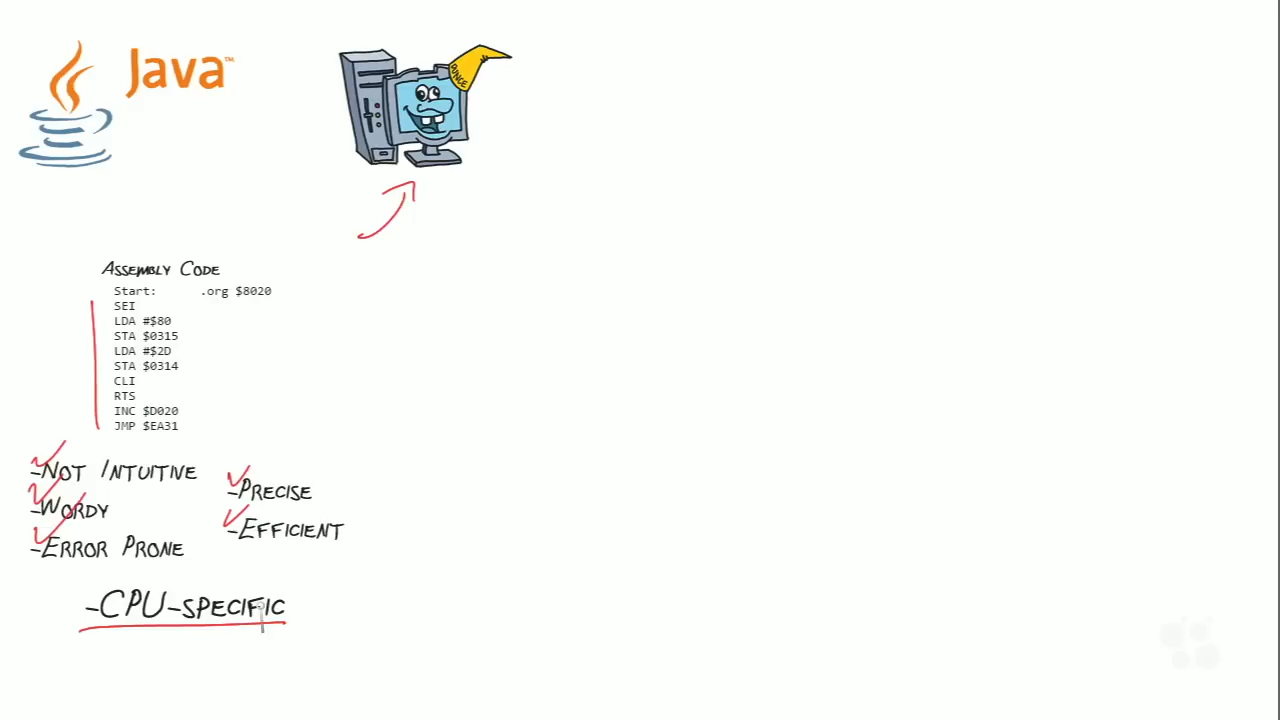 Java™
DUNCE
ASSEMBLY CODE
Start: .org $8020
SEI
LDA #$80
STA $0315
LDA #$2D
STA $0314
CLI
RTS
INC $D020
JMP $EA31
-NOT INTUITIVE
-WORDY
-ERROR PRONE
-PRECISE
-EFFICIENT
-CPU-SPECIFIC